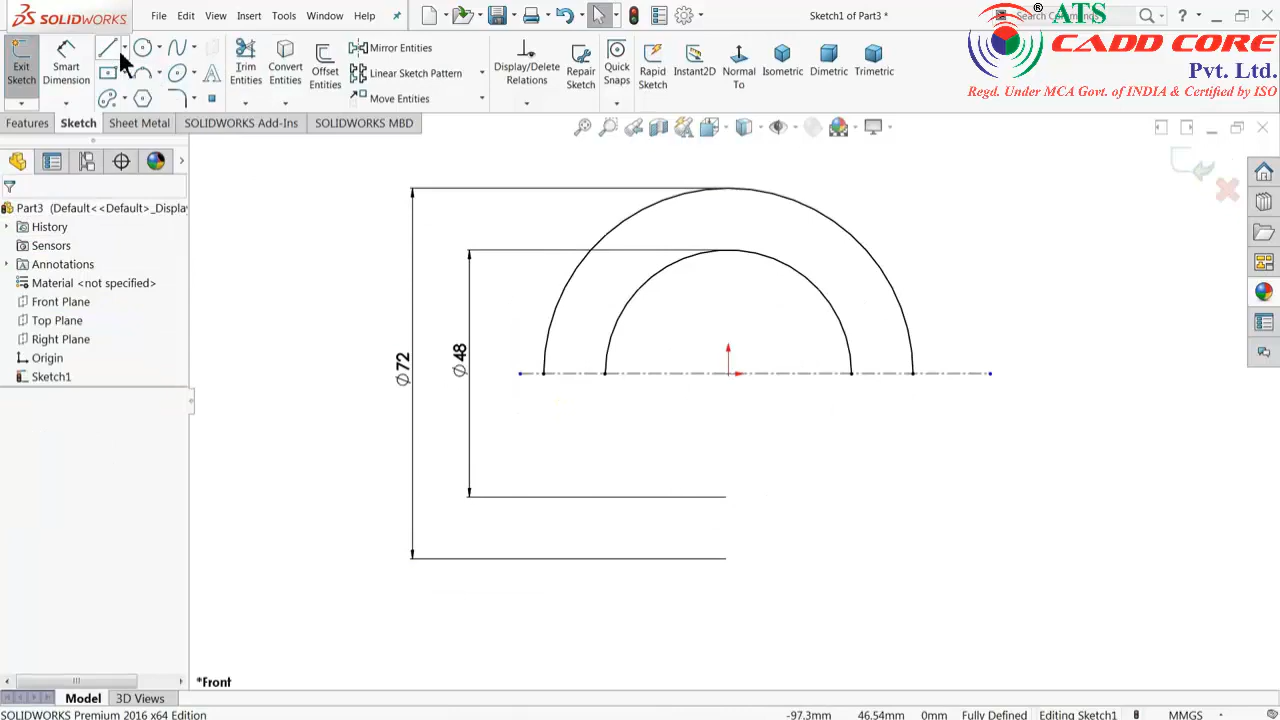 SOLIDWORKS
File
Edit
View
Insert
Tools
Window
Help
Sketch1 of Part3 *
Search Commands
?
ATS
CADD CORE
Pvt. Ltd.
Regd. Under MCA Govt. of INDIA & Certified by ISO
®
Exit
Sketch
Smart
Dimension
Trim
Entities
Convert
Entities
Offset
Entities
Mirror Entities
Linear Sketch Pattern
Move Entities
Display/Delete
Relations
Repair
Sketch
Quick
Snaps
Rapid
Sketch
Instant2D
Normal
To
Isometric
Dimetric
Trimetric
Features
Sketch
Sheet Metal
SOLIDWORKS Add-Ins
SOLIDWORKS MBD
Part3 (Default<<Default>_Displa
History
Sensors
Annotations
Material <not specified>
Front Plane
Top Plane
Right Plane
Origin
Sketch1
∅72
∅48
*Front
Model
3D Views
SOLIDWORKS Premium 2016 x64 Edition
-97.3mm
46.54mm
0mm
Fully Defined
Editing Sketch1
MMGS